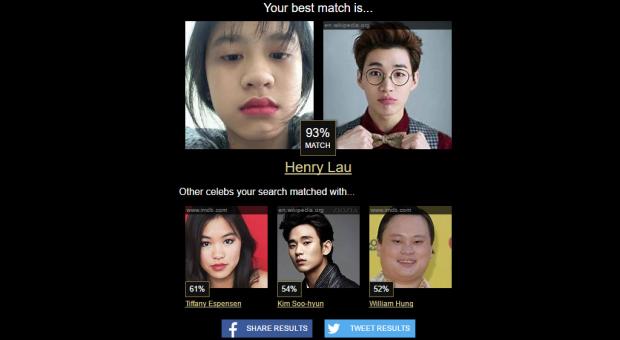 Your best match is...
en.wikipedia.org
93%
MATCH
Henry Lau
Other celebs your search matched with...
www.imdb.com
en.wikipedia.org
www.imdb.com
61%
54%
52%
Tiffany Espensen
Kim Soo-hyun
William Hung
SHARE RESULTS
TWEET RESULTS